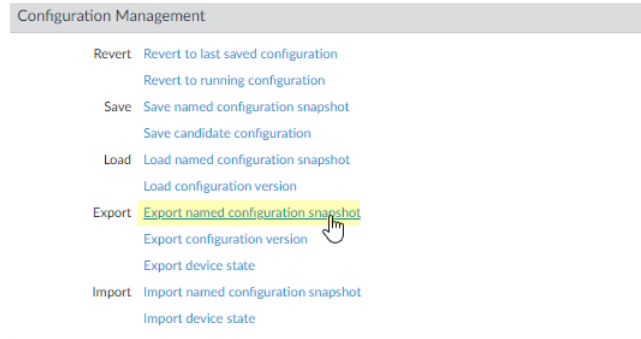 Configuration Management
Revert Revert to last saved configuration
Revert to running configuration
Save Save named configuration snapshot
Save candidate configuration
Load Load named configuration snapshot
Load configuration version
Export Export named configuration snapshot
Export configuration version
Export device state
Import Import named configuration snapshot
Import device state